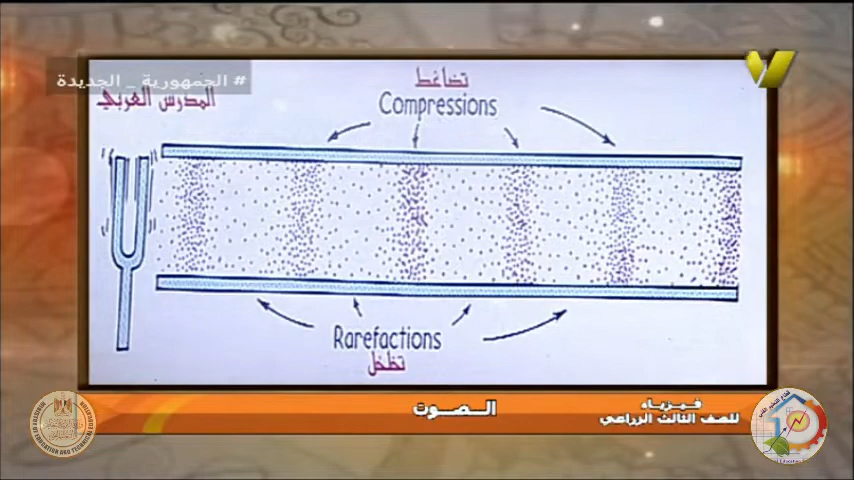 # الجمهورية _ الجديدة
المدرس العربي
تضاغط
Compressions
Rarefactions
تخلخل
الصوت
فيزياء
للصف الثالث الزراعي